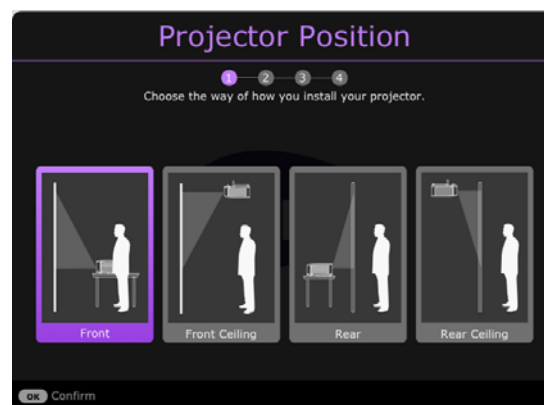 Projector Position
1 2 3 4
Choose the way of how you install your projector.
Front
Front Ceiling
Rear
Rear Ceiling
OK Confirm